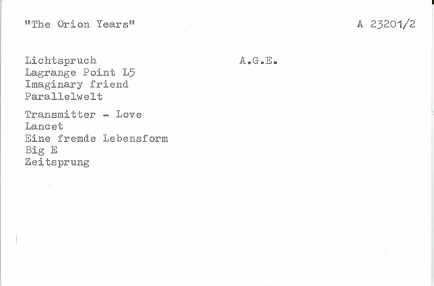 "The Orion Years" A 23201/2
Lichtspruch A.G.E.
Lagrange Point L5
Imaginary friend
Parallelwelt
Transmitter - Love
Lancet
Eine fremde Lebensform
Big E
Zeitsprung